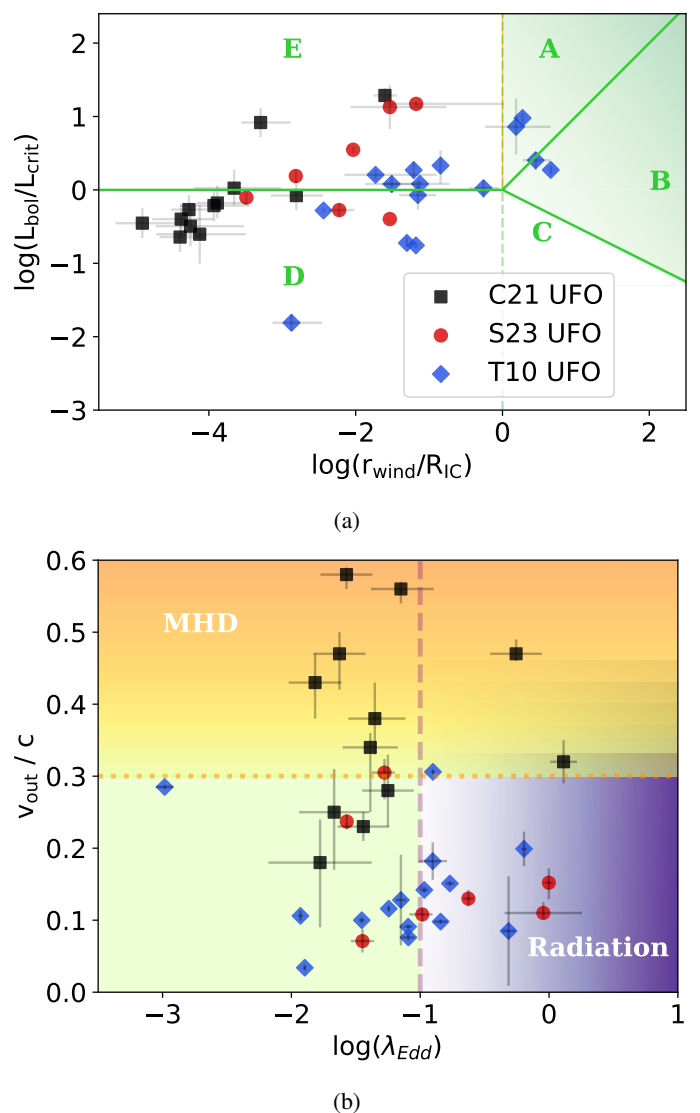 2
1
0
−1
−2
−3
log(L_bol/L_crit)
E
A
B
C
D
C21 UFO
S23 UFO
T10 UFO
−4 −2 0 2
log(r_wind/R_IC)
(a)
0.6
0.5
0.4
0.3
0.2
0.1
0.0
v_out / c
MHD
Radiation
−3 −2 −1 0 1
log(λ_Edd)
(b)